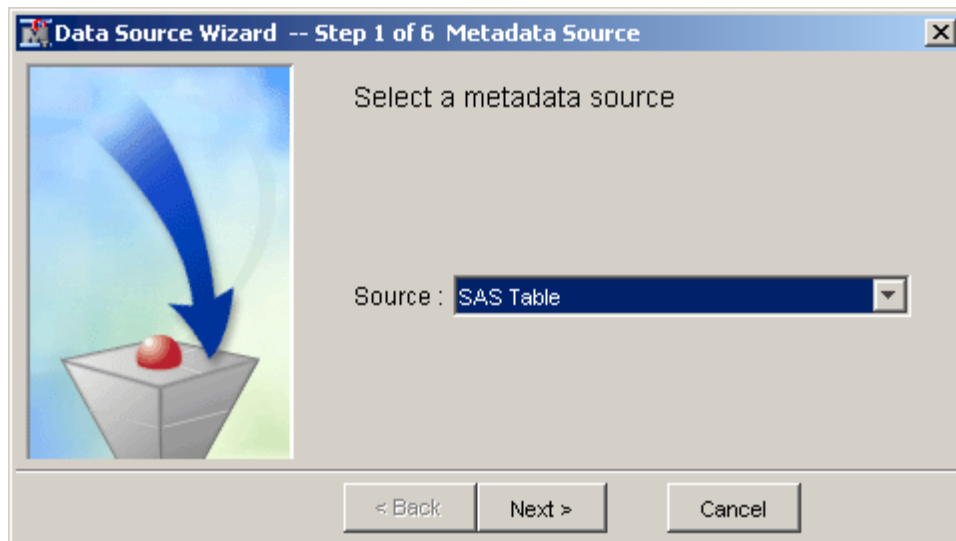 Data Source Wizard -- Step 1 of 6 Metadata Source
Select a metadata source
Source : SAS Table
< Back Next > Cancel